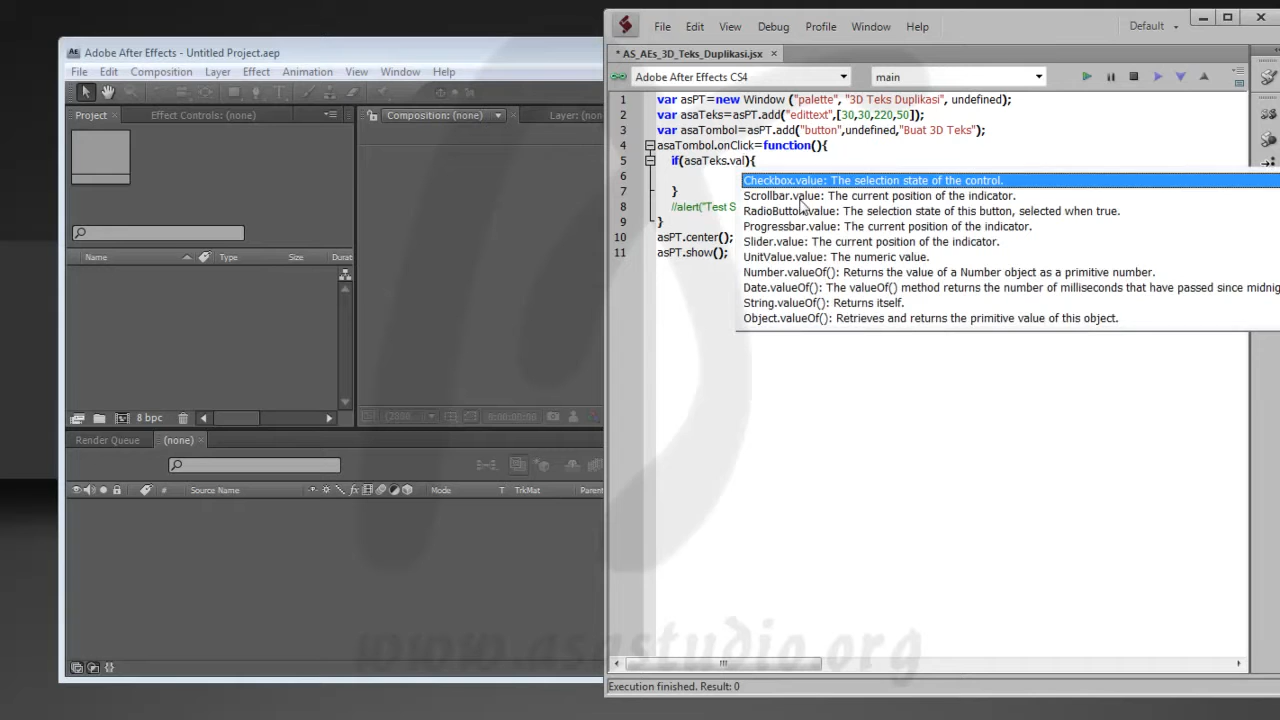 Adobe After Effects - Untitled Project.aep
File Edit Composition Layer Effect Animation View Window Help
Project Effect Controls: (none) Composition: (none) Layer: (none
Name Type Size Durat
8 bpc
Render Queue (none)
# Source Name Mode T TrkMat Parent
File Edit View Debug Profile Window Help Default
* AS_AEs_3D_Teks_Duplikasi.jsx
Adobe After Effects CS4 main
1 var asPT=new Window ("palette", "3D Teks Duplikasi", undefined);
2 var asaTeks=asPT.add("edittext",[30,30,220,50]);
3 var asaTombol=asPT.add("button",undefined,"Buat 3D Teks");
4 asaTombol.onClick=function(){
5 if(asaTeks.val){
6
7 }
8 //alert("Test S
9 }
10 asPT.center();
11 asPT.show();
Checkbox.value: The selection state of the control.
Scrollbar.value: The current position of the indicator.
RadioButton.value: The selection state of this button, selected when true.
Progressbar.value: The current position of the indicator.
Slider.value: The current position of the indicator.
UnitValue.value: The numeric value.
Number.valueOf(): Returns the value of a Number object as a primitive number.
Date.valueOf(): The valueOf() method returns the number of milliseconds that have passed since midnig
String.valueOf(): Returns itself.
Object.valueOf(): Retrieves and returns the primitive value of this object.
www.asastudio.org
Execution finished. Result: 0